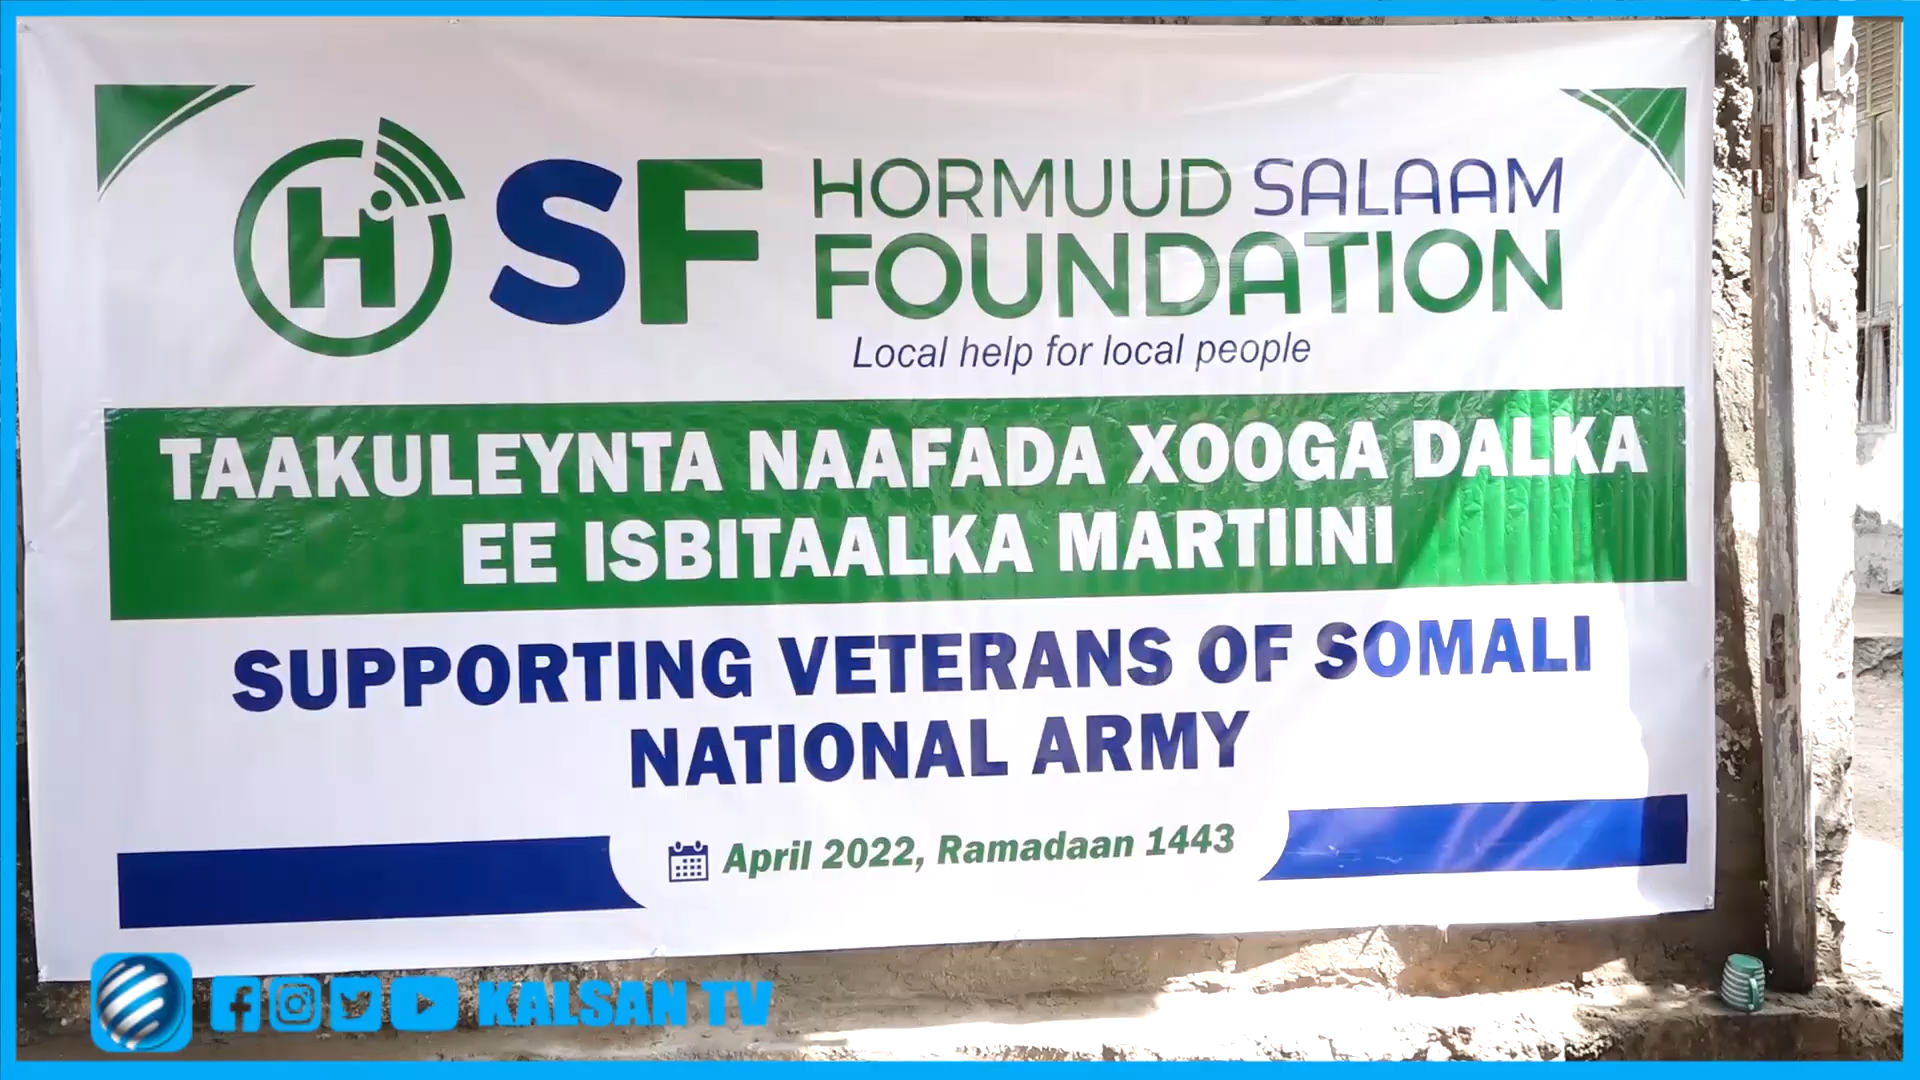 H SF HORMUUD SALAAM
FOUNDATION
Local help for local people
TAAKULEYNTA NAAFADA XOOGA DALKA
EE ISBITAALKA MARTIINI
SUPPORTING VETERANS OF SOMALI
NATIONAL ARMY
April 2022, Ramadaan 1443
KALSAN TV